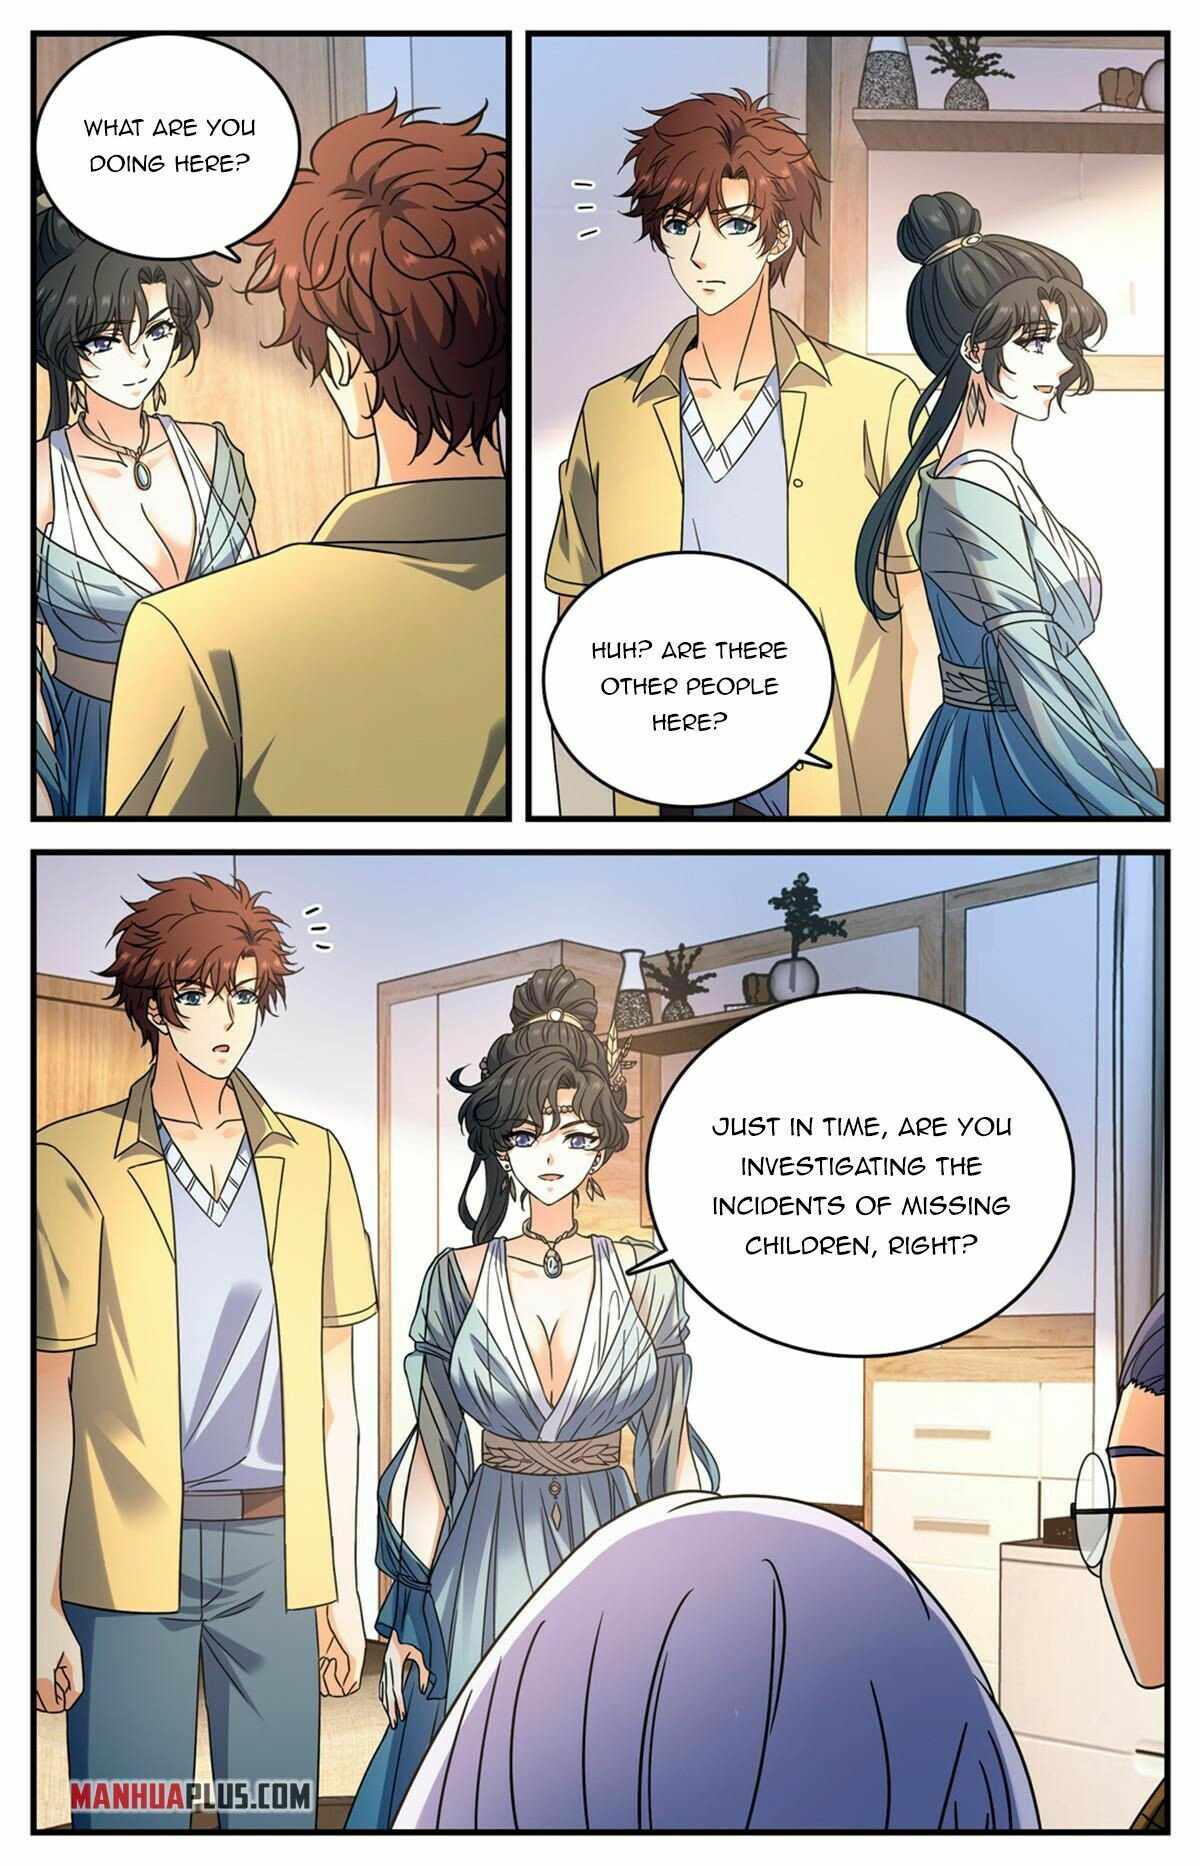 WHAT ARE YOU
DOING HERE?
HUH? ARE THERE
OTHER PEOPLE
HERE?
JUST IN TIME, ARE YOU
INVESTIGATING THE
INCIDENTS OF MISSING
CHILDREN, RIGHT?
MANHUAPLUS.COM